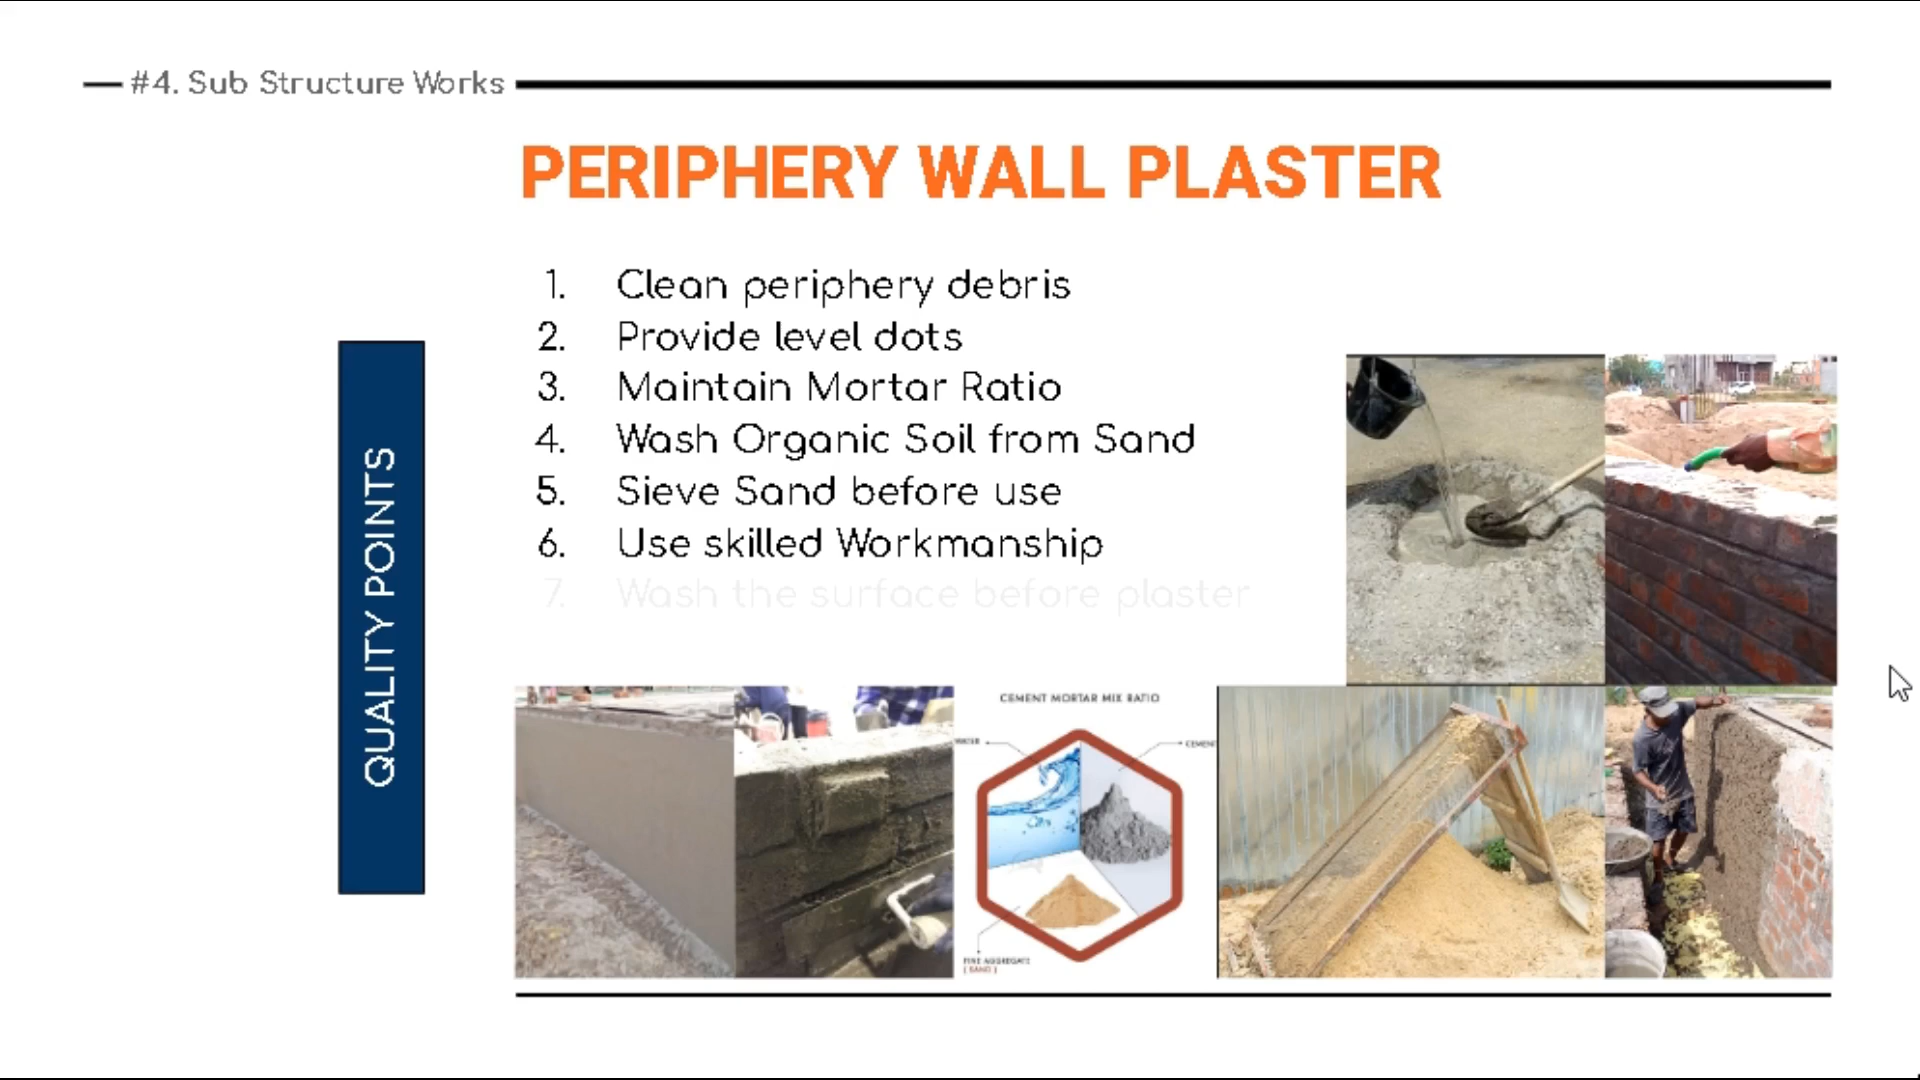 #4. Sub Structure Works
PERIPHERY WALL PLASTER
QUALITY POINTS
1. Clean periphery debris
2. Provide level dots
3. Maintain Mortar Ratio
4. Wash Organic Soil from Sand
5. Sieve Sand before use
6. Use skilled Workmanship
7. Wash the surface before plaster
CEMENT MORTAR MIX RATIO
WATER
CEMENT
FINE AGGREGATE
( SAND )